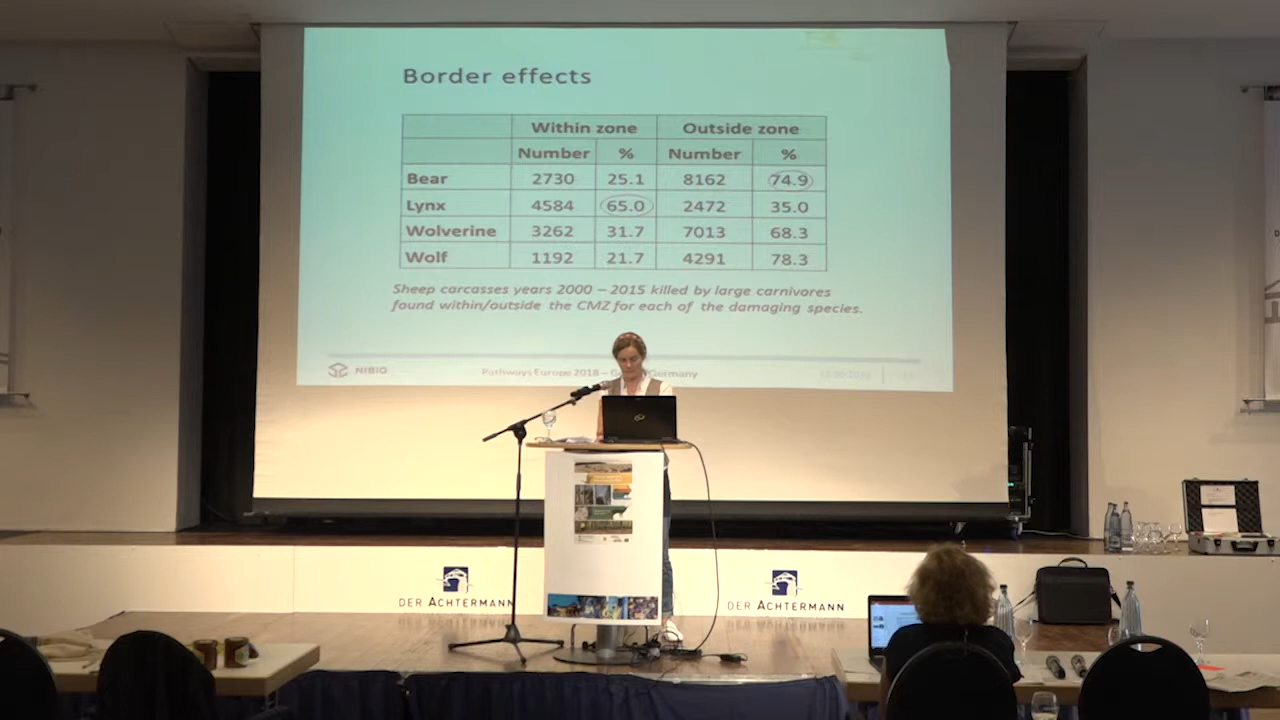 Border effects
Within zone Outside zone
Number % Number %
Bear 2730 25.1 8162 74.9
Lynx 4584 65.0 2472 35.0
Wolverine 3262 31.7 7013 68.3
Wolf 1192 21.7 4291 78.3
Sheep carcasses years 2000 – 2015 killed by large carnivores
found within/outside the CMZ for each of the damaging species.
NIBIO Pathways Europe 2018 – Germany
DER ACHTERMANN
DER ACHTERMANN